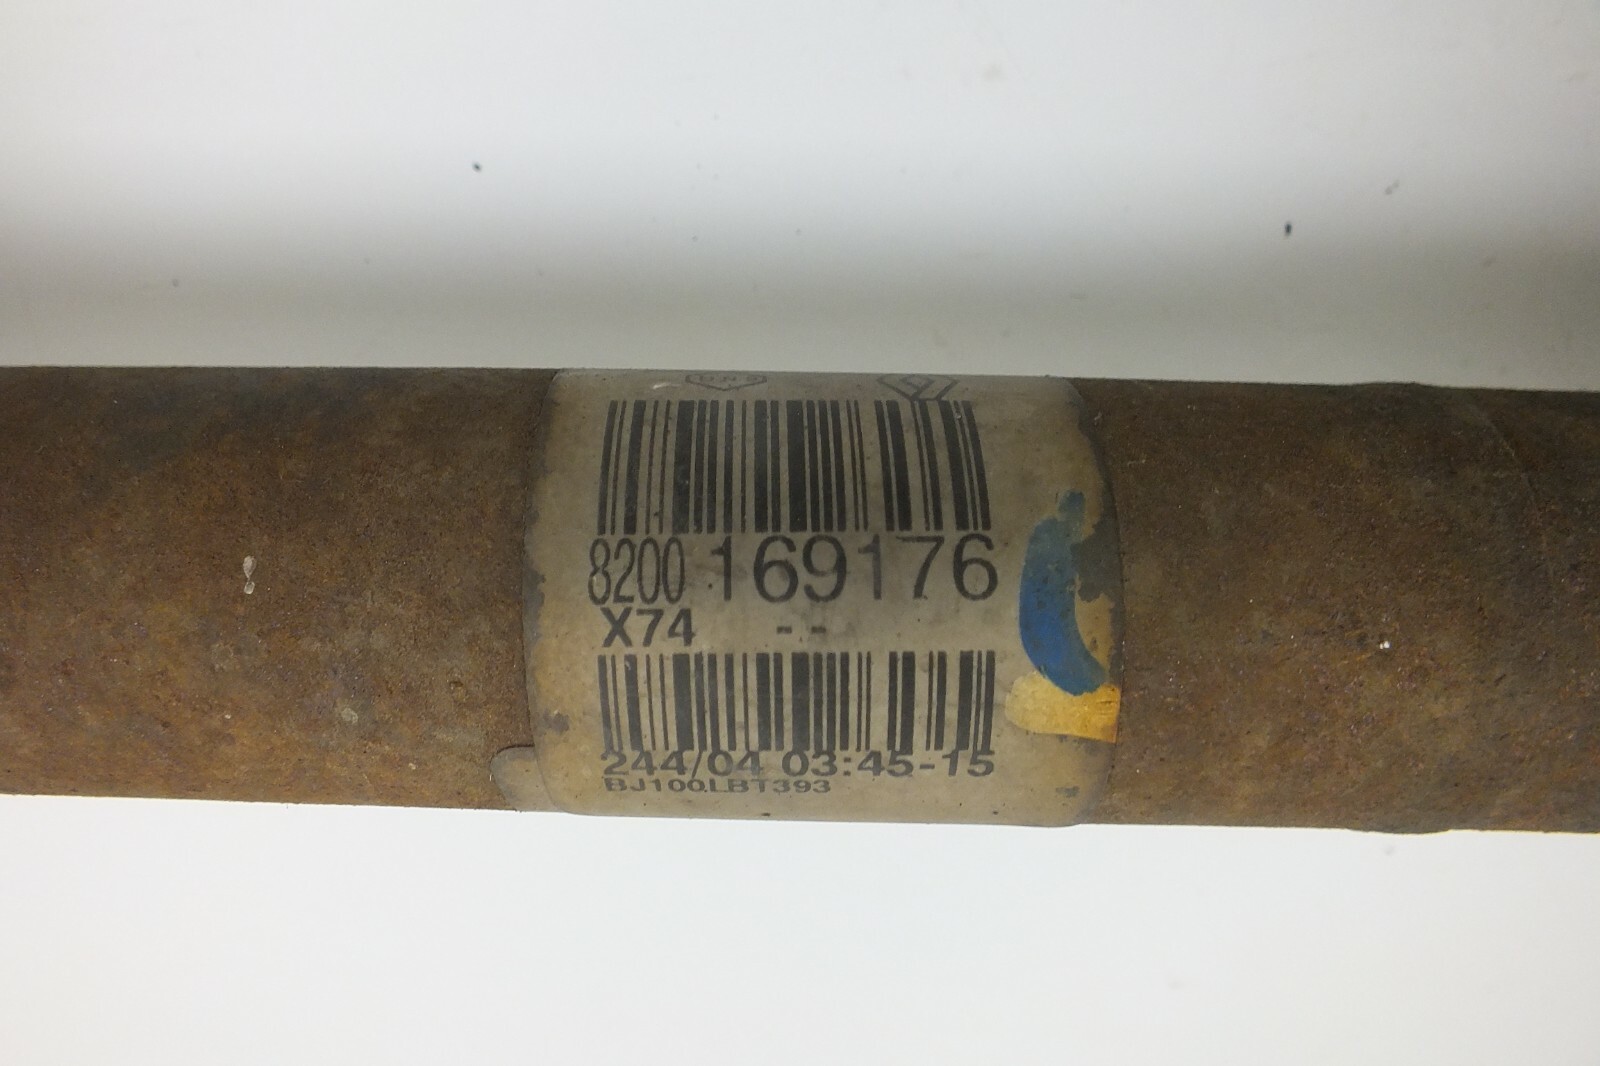 8200 169176
X74 --
244/04 03:45-15
BJ100LBT393